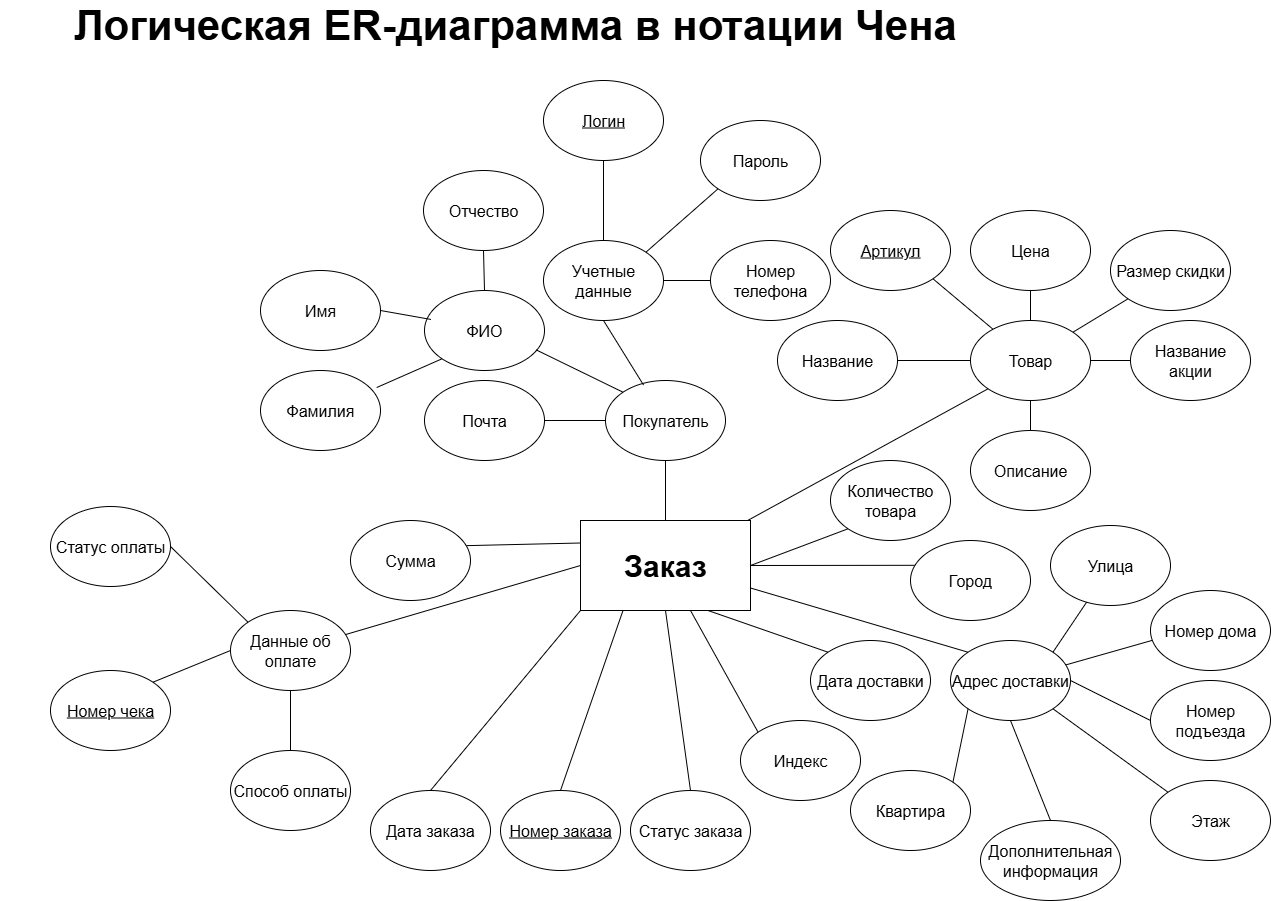 Логическая ER-диаграмма в нотации Чена
Логин
Пароль
Отчество
Учетные
данные
Номер
телефона
Артикул
Цена
Размер скидки
Имя
ФИО
Название
Товар
Название
акции
Фамилия
Почта
Покупатель
Описание
Количество
товара
Статус оплаты
Сумма
Заказ
Город
Улица
Данные об
оплате
Номер дома
Дата доставки
Адрес доставки
Номер чека
Номер
подъезда
Индекс
Способ оплаты
Квартира
Этаж
Дата заказа
Номер заказа
Статус заказа
Дополнительная
информация